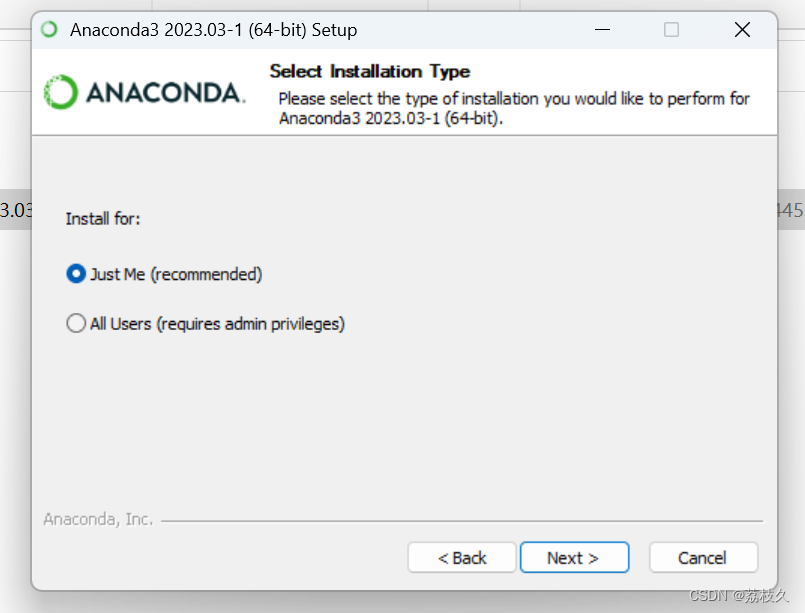 Anaconda3 2023.03-1 (64-bit) Setup
ANACONDA.
Select Installation Type
Please select the type of installation you would like to perform for
Anaconda3 2023.03-1 (64-bit).
3.03
445
Install for:
Just Me (recommended)
All Users (requires admin privileges)
Anaconda, Inc.
< Back
Next >
Cancel
CSDN @荔枝久